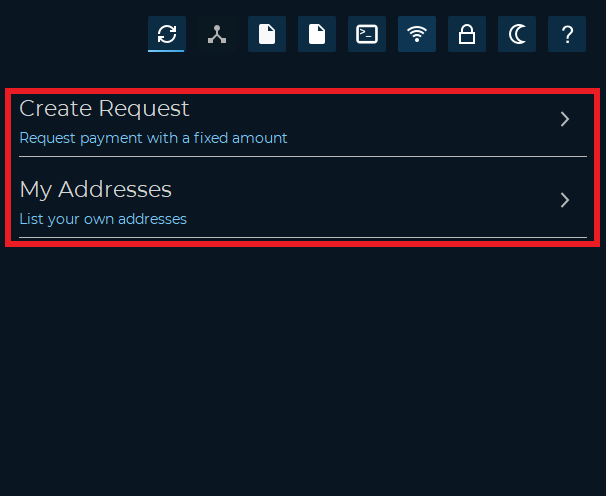 ?
Create Request
Request payment with a fixed amount
My Addresses
List your own addresses